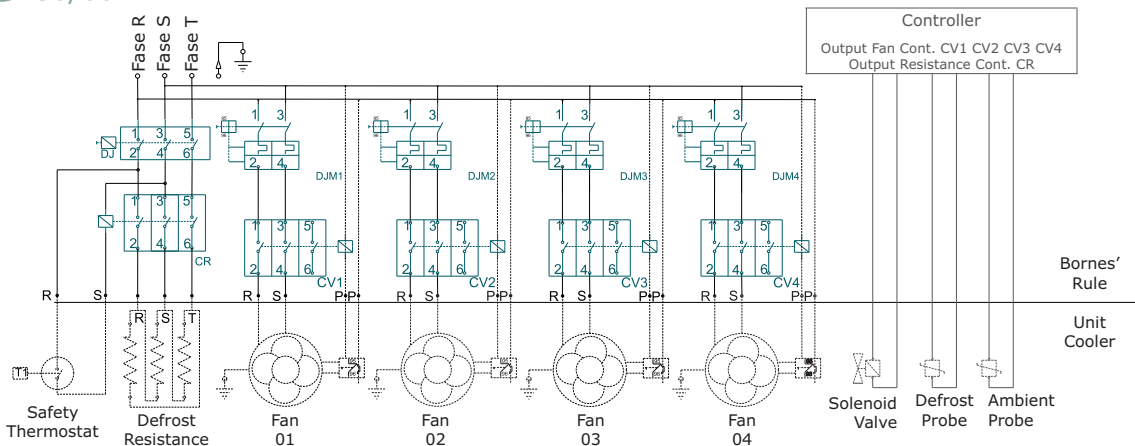 Fase R
Fase S
Fase T
Controller
Output Fan Cont. CV1 CV2 CV3 CV4
Output Resistance Cont. CR
1 3 5
DJ
2 4 6
1 3 5
2 4 6
CR
1 3
2 4
DJM1
1 3 5
2 4 6
CV1
1 3
2 4
DJM2
1 3 5
2 4 6
CV2
1 3
2 4
DJM3
1 3 5
2 4 6
CV3
1 3
2 4
DJM4
1 3 5
2 4 6
CV4
Bornes'
Rule
R S R S P P R S P P R S P P R S P P
Unit
Cooler
R S T
T1
Safety
Thermostat
Defrost
Resistance
Fan
01
Fan
02
Fan
03
Fan
04
Solenoid
Valve
Defrost
Probe
Ambient
Probe